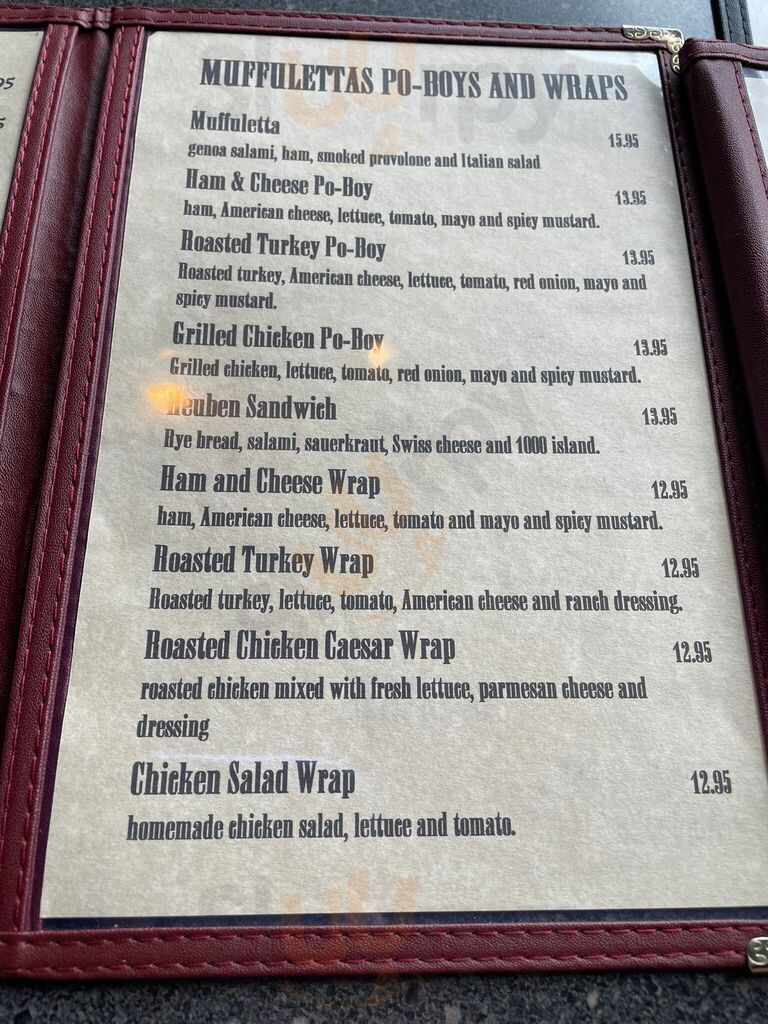 95
5
MUFFULETTAS PO-BOYS AND WRAPS
Muffuletta 15.95
genoa salami, ham, smoked provolone and Italian salad
Ham & Cheese Po-Boy 13.95
ham, American cheese, lettuce, tomato, mayo and spicy mustard.
Roasted Turkey Po-Boy 13.95
Roasted turkey, American cheese, lettuce, tomato, red onion, mayo and
spicy mustard.
Grilled Chicken Po-Boy 13.95
Grilled chicken, lettuce, tomato, red onion, mayo and spicy mustard.
Reuben Sandwich 13.95
Rye bread, salami, sauerkraut, Swiss cheese and 1000 island.
Ham and Cheese Wrap 12.95
ham, American cheese, lettuce, tomato and mayo and spicy mustard.
Roasted Turkey Wrap 12.95
Roasted turkey, lettuce, tomato, American cheese and ranch dressing.
Roasted Chicken Caesar Wrap 12.95
roasted chicken mixed with fresh lettuce, parmesan cheese and
dressing
Chicken Salad Wrap 12.95
homemade chicken salad, lettuce and tomato.